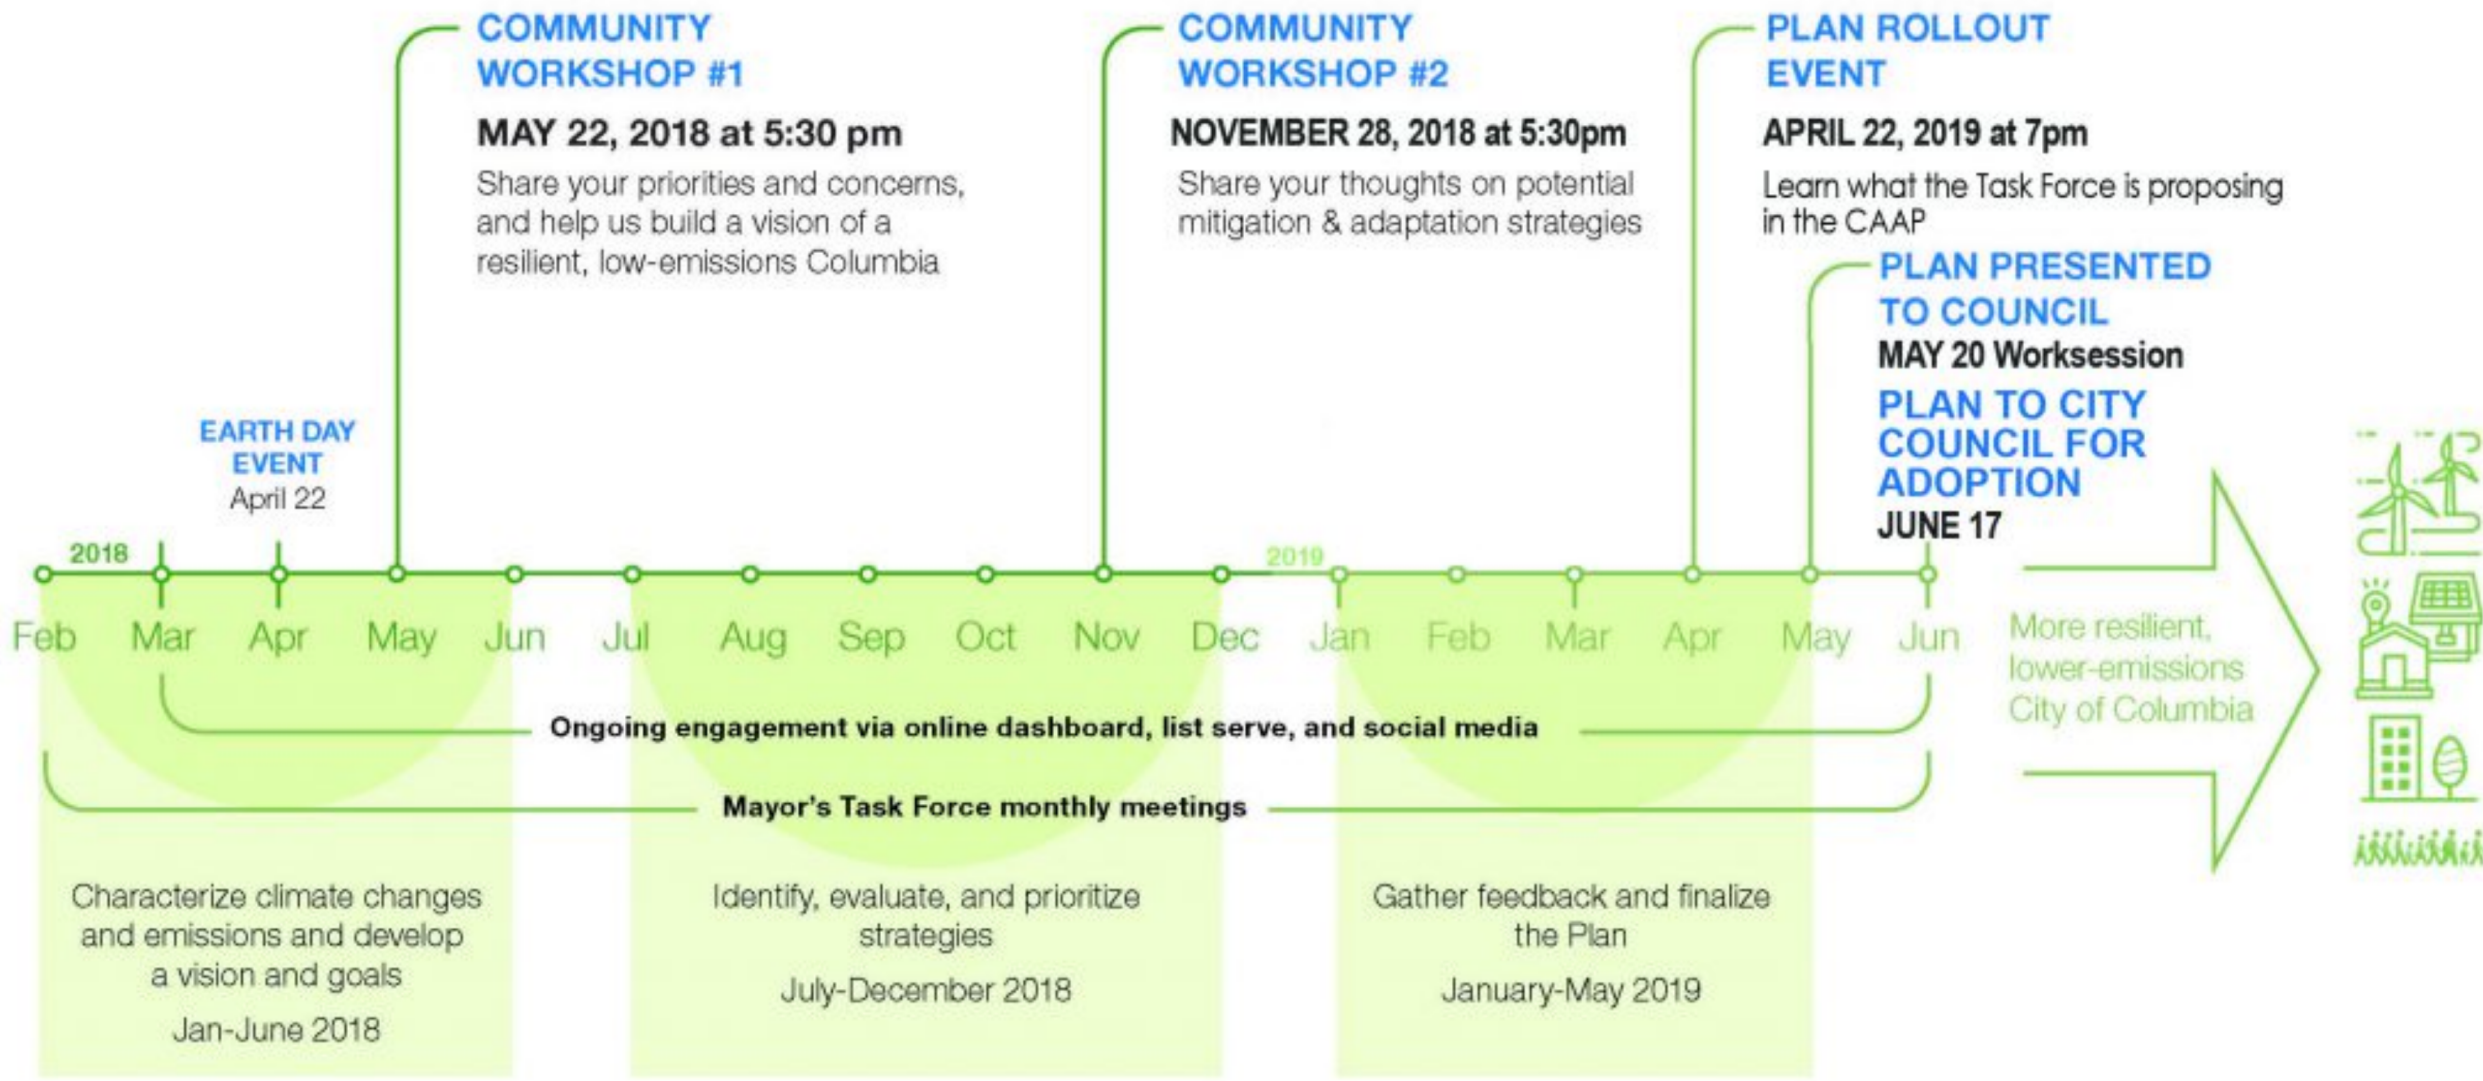 COMMUNITY
WORKSHOP #1
MAY 22, 2018 at 5:30 pm
Share your priorities and concerns,
and help us build a vision of a
resilient, low-emissions Columbia
COMMUNITY
WORKSHOP #2
NOVEMBER 28, 2018 at 5:30pm
Share your thoughts on potential
mitigation & adaptation strategies
PLAN ROLLOUT
EVENT
APRIL 22, 2019 at 7pm
Learn what the Task Force is proposing
in the CAAP
PLAN PRESENTED
TO COUNCIL
MAY 20 Worksession
PLAN TO CITY
COUNCIL FOR
ADOPTION
JUNE 17
EARTH DAY
EVENT
April 22
2018
2019
Feb Mar Apr May Jun Jul Aug Sep Oct Nov Dec Jan Feb Mar Apr May Jun
More resilient,
lower-emissions
City of Columbia
Ongoing engagement via online dashboard, list serve, and social media
Mayor's Task Force monthly meetings
Characterize climate changes
and emissions and develop
a vision and goals
Jan-June 2018
Identify, evaluate, and prioritize
strategies
July-December 2018
Gather feedback and finalize
the Plan
January-May 2019